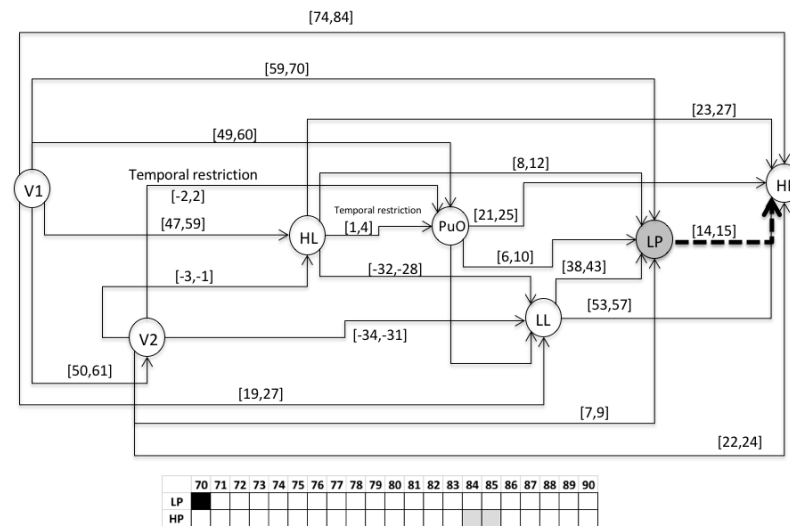 [74,84]
[59,70]
[23,27]
[49,60]
[8,12]
Temporal restriction
[-2,2]
V1
HP
Temporal restriction
[47,59]
HL
[1,4]
PuO
[21,25]
LP
[14,15]
[6,10]
[-3,-1]
[-32,-28]
[38,43]
LL
[53,57]
V2
[-34,-31]
[50,61]
[19,27]
[7,9]
[22,24]
70 71 72 73 74 75 76 77 78 79 80 81 82 83 84 85 86 87 88 89 90
LP
HP